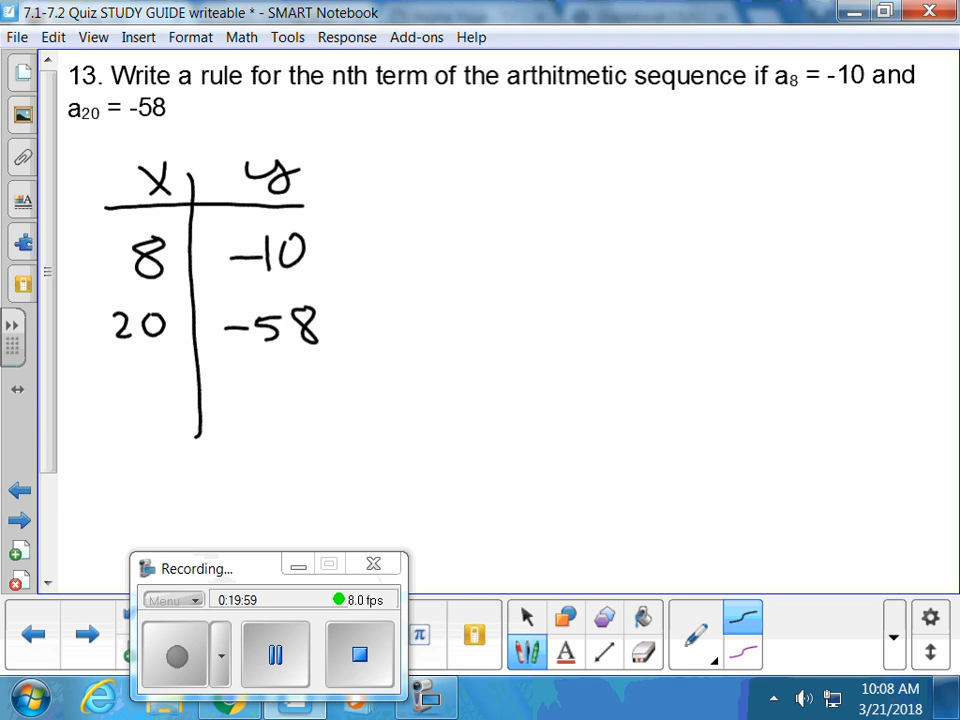 7.1-7.2 Quiz STUDY GUIDE writeable * - SMART Notebook
File Edit View Insert Format Math Tools Response Add-ons Help
13. Write a rule for the nth term of the arthitmetic sequence if a8 = -10 and
a20 = -58
x y
8 -10
20 -58
Recording...
Menu 0:19:59 8.0 fps
π
A
10:08 AM
3/21/2018